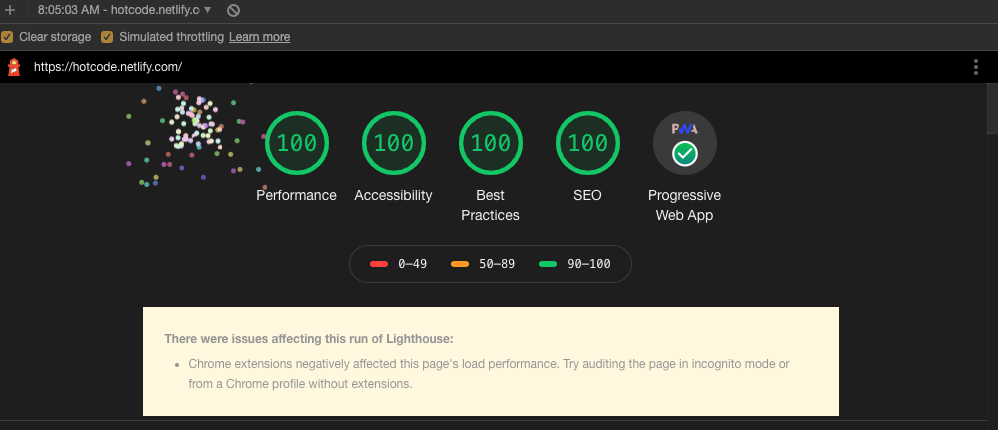 8:05:03 AM - hotcode.netlify.c
Clear storage Simulated throttling Learn more
https://hotcode.netlify.com/
100 100 100 100 PWA
Performance Accessibility Best Practices SEO Progressive Web App
0–49 50–89 90–100
There were issues affecting this run of Lighthouse:
• Chrome extensions negatively affected this page's load performance. Try auditing the page in incognito mode or
from a Chrome profile without extensions.